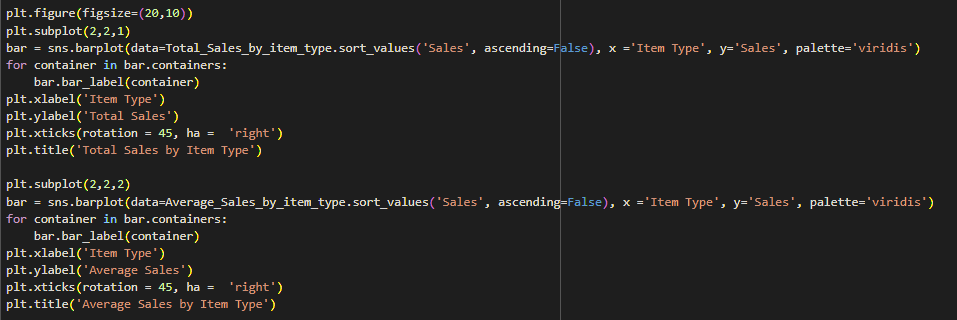 plt.figure(figsize=(20,10))
plt.subplot(2,2,1)
bar = sns.barplot(data=Total_Sales_by_item_type.sort_values('Sales', ascending=False), x ='Item Type', y='Sales', palette='viridis')
for container in bar.containers:
    bar.bar_label(container)
plt.xlabel('Item Type')
plt.ylabel('Total Sales')
plt.xticks(rotation = 45, ha =  'right')
plt.title('Total Sales by Item Type')

plt.subplot(2,2,2)
bar = sns.barplot(data=Average_Sales_by_item_type.sort_values('Sales', ascending=False), x ='Item Type', y='Sales', palette='viridis')
for container in bar.containers:
    bar.bar_label(container)
plt.xlabel('Item Type')
plt.ylabel('Average Sales')
plt.xticks(rotation = 45, ha =  'right')
plt.title('Average Sales by Item Type')